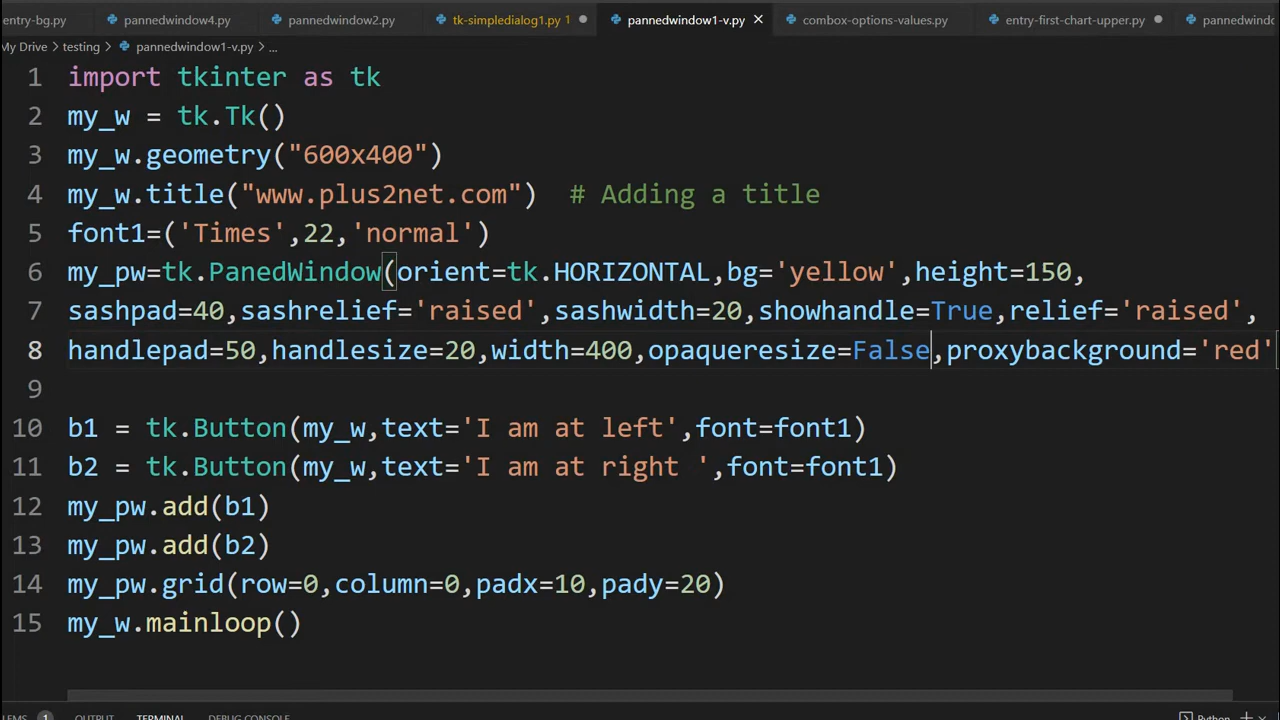 entry-bg.py pannedwindow4.py pannedwindow2.py tk-simpledialog1.py 1 pannedwindow1-v.py combox-options-values.py entry-first-chart-upper.py pannedwindo
My Drive > testing > pannedwindow1-v.py > ...
1 import tkinter as tk
2 my_w = tk.Tk()
3 my_w.geometry("600x400")
4 my_w.title("www.plus2net.com")  # Adding a title
5 font1=('Times',22,'normal')
6 my_pw=tk.PanedWindow(orient=tk.HORIZONTAL,bg='yellow',height=150,
7 sashpad=40,sashrelief='raised',sashwidth=20,showhandle=True,relief='raised',
8 handlepad=50,handlesize=20,width=400,opaqueresize=False,proxybackground='red'
9
10 b1 = tk.Button(my_w,text='I am at left',font=font1)
11 b2 = tk.Button(my_w,text='I am at right ',font=font1)
12 my_pw.add(b1)
13 my_pw.add(b2)
14 my_pw.grid(row=0,column=0,padx=10,pady=20)
15 my_w.mainloop()
LEMS 1 OUTPUT TERMINAL DEBUG CONSOLE Python